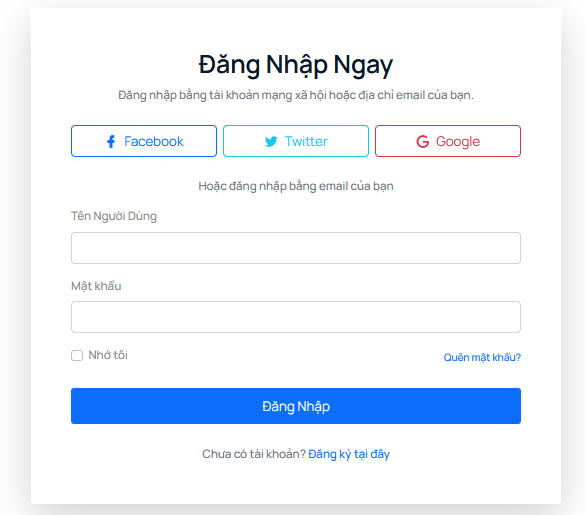 Đăng Nhập Ngay
Đăng nhập bằng tài khoản mạng xã hội hoặc địa chỉ email của bạn.
Facebook Twitter Google
Hoặc đăng nhập bằng email của bạn
Tên Người Dùng
Mật khẩu
Nhớ tôi Quên mật khẩu?
Đăng Nhập
Chưa có tài khoản? Đăng ký tại đây